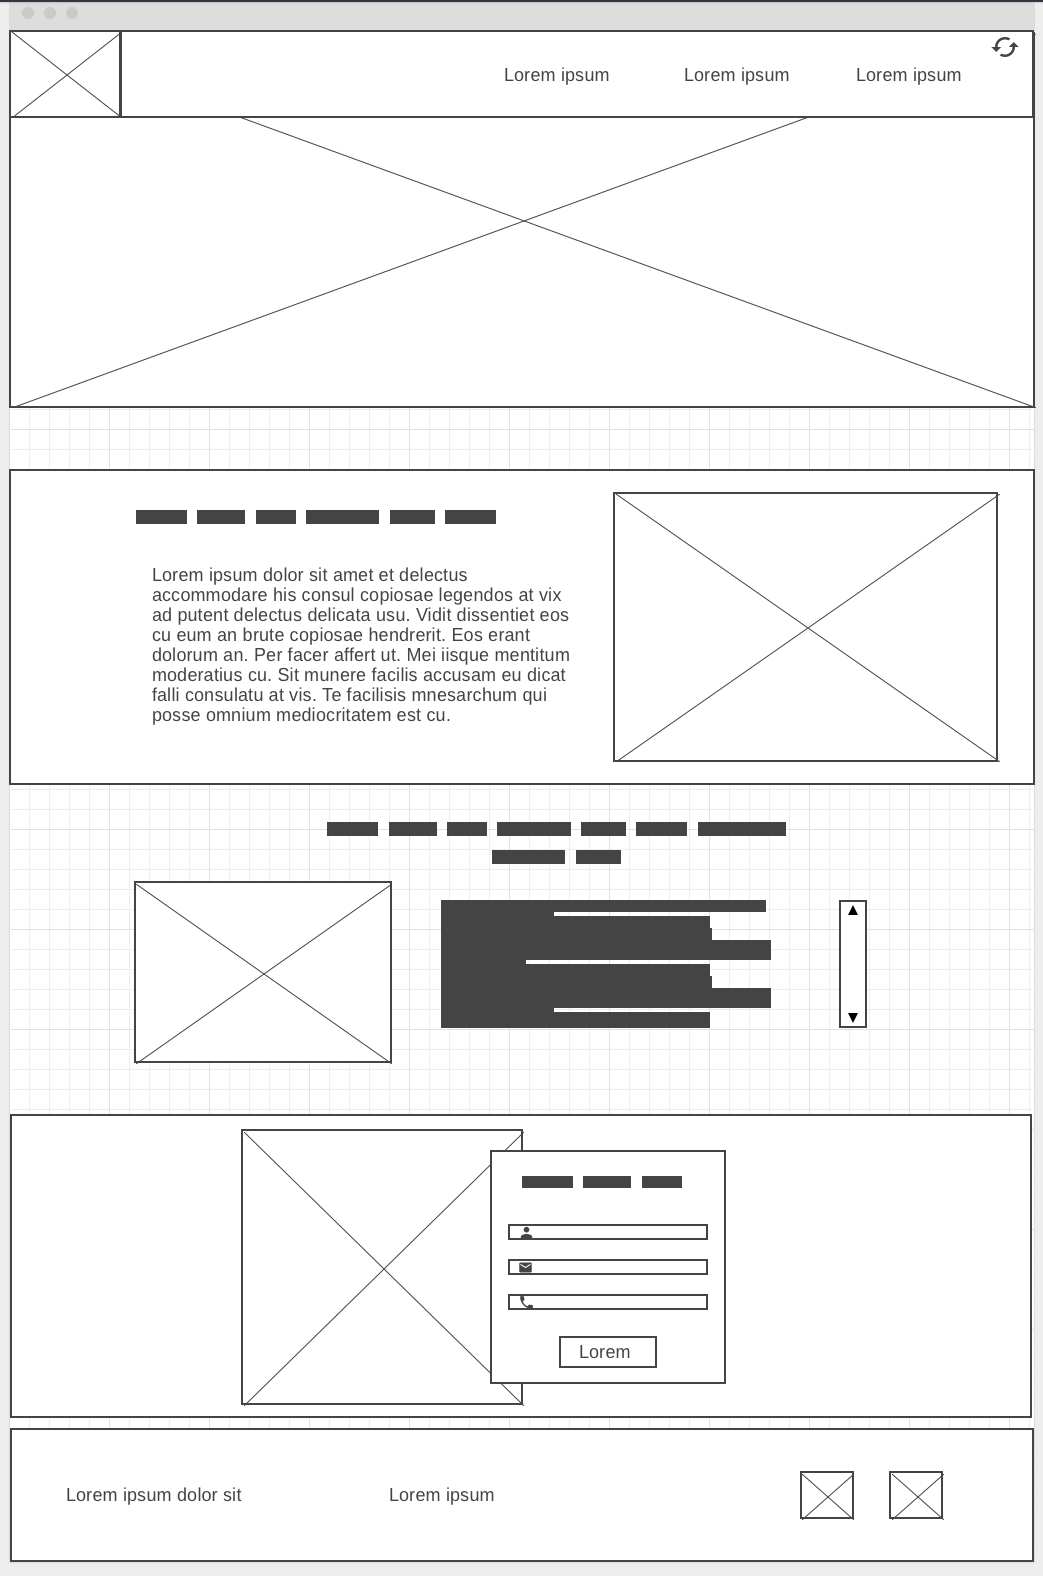 Lorem ipsum
Lorem ipsum
Lorem ipsum
Lorem ipsum dolor sit amet et delectus
accommodare his consul copiosae legendos at vix
ad putent delectus delicata usu. Vidit dissentiet eos
cu eum an brute copiosae hendrerit. Eos erant
dolorum an. Per facer affert ut. Mei iisque mentitum
moderatius cu. Sit munere facilis accusam eu dicat
falli consulatu at vis. Te facilisis mnesarchum qui
posse omnium mediocritatem est cu.
Lorem
Lorem ipsum dolor sit
Lorem ipsum